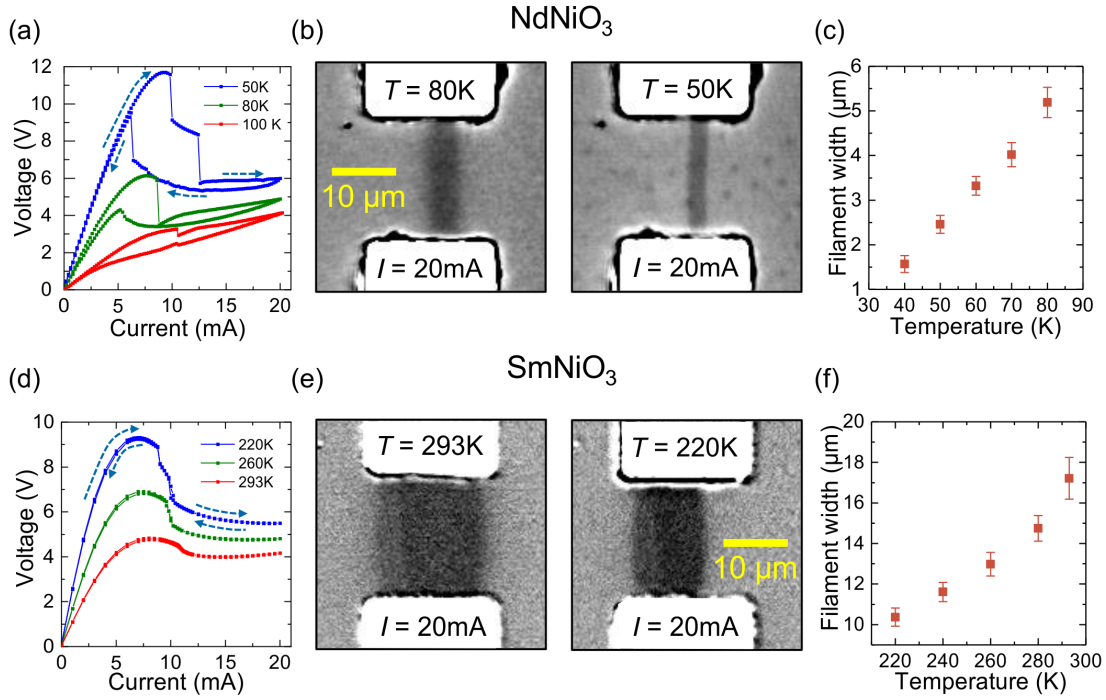 NdNiO3
(a)
12
10
8
6
4
2
0
Voltage (V)
50K
80K
100 K
0 5 10 15 20
Current (mA)
(b)
T = 80K
10 μm
I = 20mA
T = 50K
I = 20mA
(c)
6
5
4
3
2
1
Filament width (μm)
30 40 50 60 70 80 90
Temperature (K)
SmNiO3
(d)
10
8
6
4
2
0
Voltage (V)
220K
260K
293K
0 5 10 15 20
Current (mA)
(e)
T = 293K
I = 20mA
T = 220K
10 μm
I = 20mA
(f)
20
18
16
14
12
10
Filament width (μm)
220 240 260 280 300
Temperature (K)